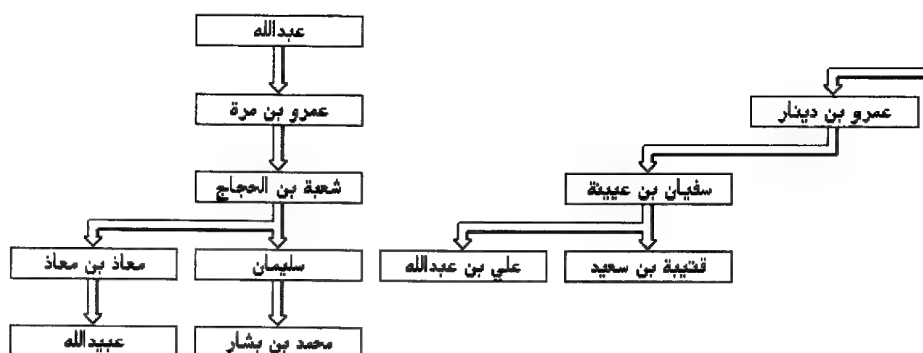 عبدالله
عمرو بن مرة
عمرو بن دينار
شعبة بن الحجاج
سفيان بن عيينة
قتيبة بن سعيد
علي بن عبدالله
سليمان
معاذ بن معاذ
محمد بن بشار
عبيدالله